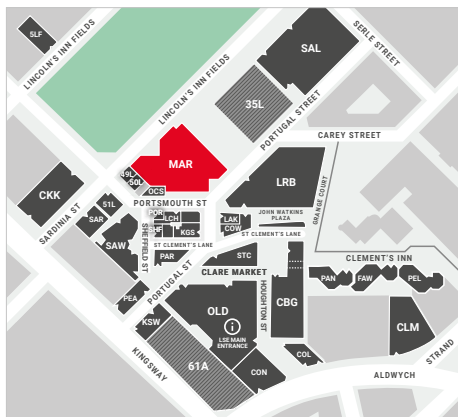 5LF
LINCOLN'S INN FIELDS
SAL
SERLE STREET
LINCOLN'S INN FIELDS
35L
PORTUGAL STREET
CAREY STREET
MAR
49L
50L
OCS
LRB
GRANGE COURT
CKK
SARDINIA ST
51L
SAR
SAW
PORTSMOUTH ST
POR
LCH
SHF
KGS
SHEFFIELD ST
ST CLEMENT'S LANE
PAR
LAK
COW
JOHN WATKINS
PLAZA
ST CLEMENT'S LANE
STC
CLARE MARKET
CLEMENT'S INN
PAN
FAW
PEL
PORTUGAL ST
PEA
KSW
OLD
LSE MAIN
ENTRANCE
HOUGHTON ST
CBG
CLM
KINGSWAY
61A
CON
COL
ALDWYCH
STRAND